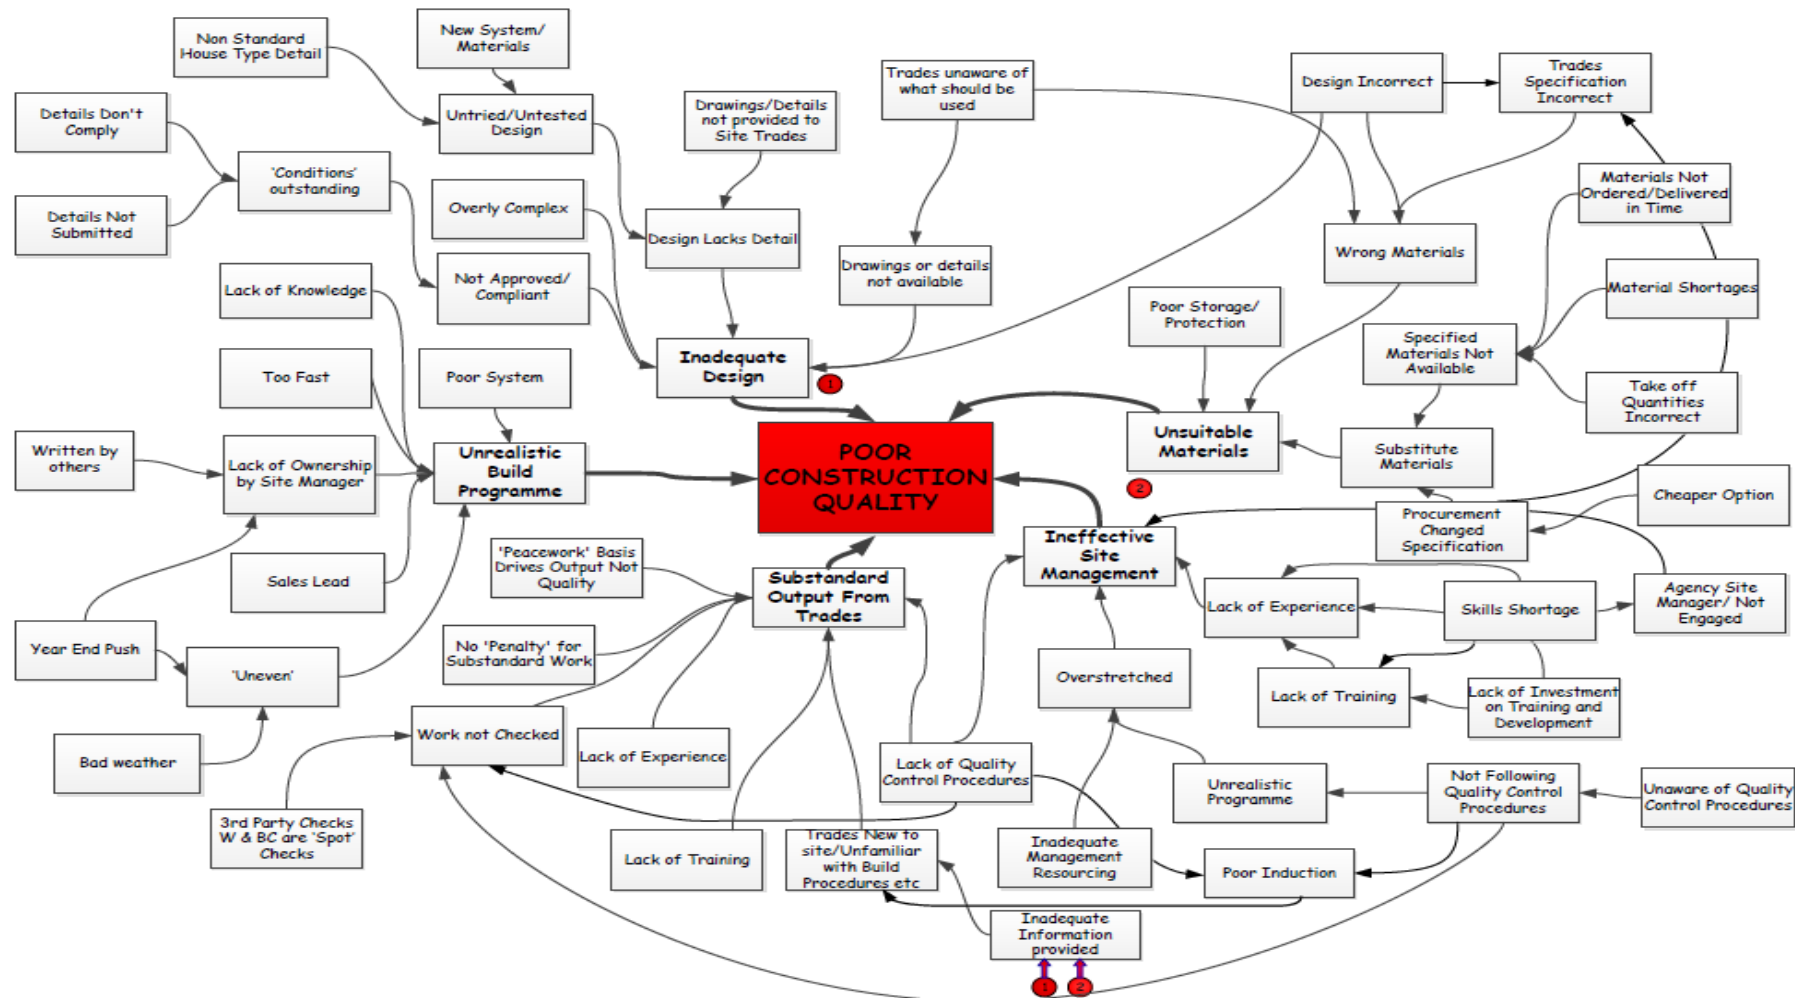 New System/
Materials
Non Standard
House Type Detail
Details Don't
Comply
Untried/Untested
Design
Drawings/Details
not provided to
Site Trades
Trades unaware of
what should be
used
Design Incorrect
Trades
Specification
Incorrect
'Conditions'
outstanding
Details Not
Submitted
Overly Complex
Design Lacks Detail
Materials Not
Ordered/Delivered
in Time
Wrong Materials
Drawings or details
not available
Not Approved/
Compliant
Lack of Knowledge
Material Shortages
Poor Storage/
Protection
Specified
Materials Not
Available
Inadequate
Design
1
Too Fast
Poor System
Take off
Quantities
Incorrect
Written by
others
Lack of Ownership
by Site Manager
Unrealistic
Build
Programme
POOR
CONSTRUCTION
QUALITY
Unsuitable
Materials
2
Substitute
Materials
Cheaper Option
Procurement
Changed
Specification
Ineffective
Site
Management
Sales Lead
'Peacework' Basis
Drives Output Not
Quality
Substandard
Output From
Trades
Lack of Experience
Skills Shortage
Agency Site
Manager/ Not
Engaged
Year End Push
'Uneven'
No 'Penalty' for
Substandard Work
Overstretched
Lack of Training
Lack of Investment
on Training and
Development
Work not Checked
Lack of Experience
Bad weather
Lack of Quality
Control Procedures
Unrealistic
Programme
Not Following
Quality Control
Procedures
Unaware of Quality
Control Procedures
3rd Party Checks
W & BC are 'Spot'
Checks
Lack of Training
Trades New to
site/Unfamiliar
with Build
Procedures etc
Inadequate
Management
Resourcing
Poor Induction
Inadequate
Information
provided
1
2